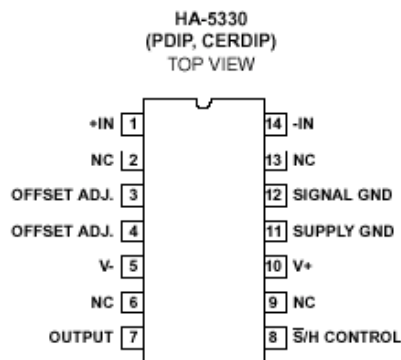 HA-5330
(PDIP, CERDIP)
TOP VIEW
+IN 1 14 -IN
NC 2 13 NC
OFFSET ADJ. 3 12 SIGNAL GND
OFFSET ADJ. 4 11 SUPPLY GND
V- 5 10 V+
NC 6 9 NC
OUTPUT 7 8 S̅/H CONTROL